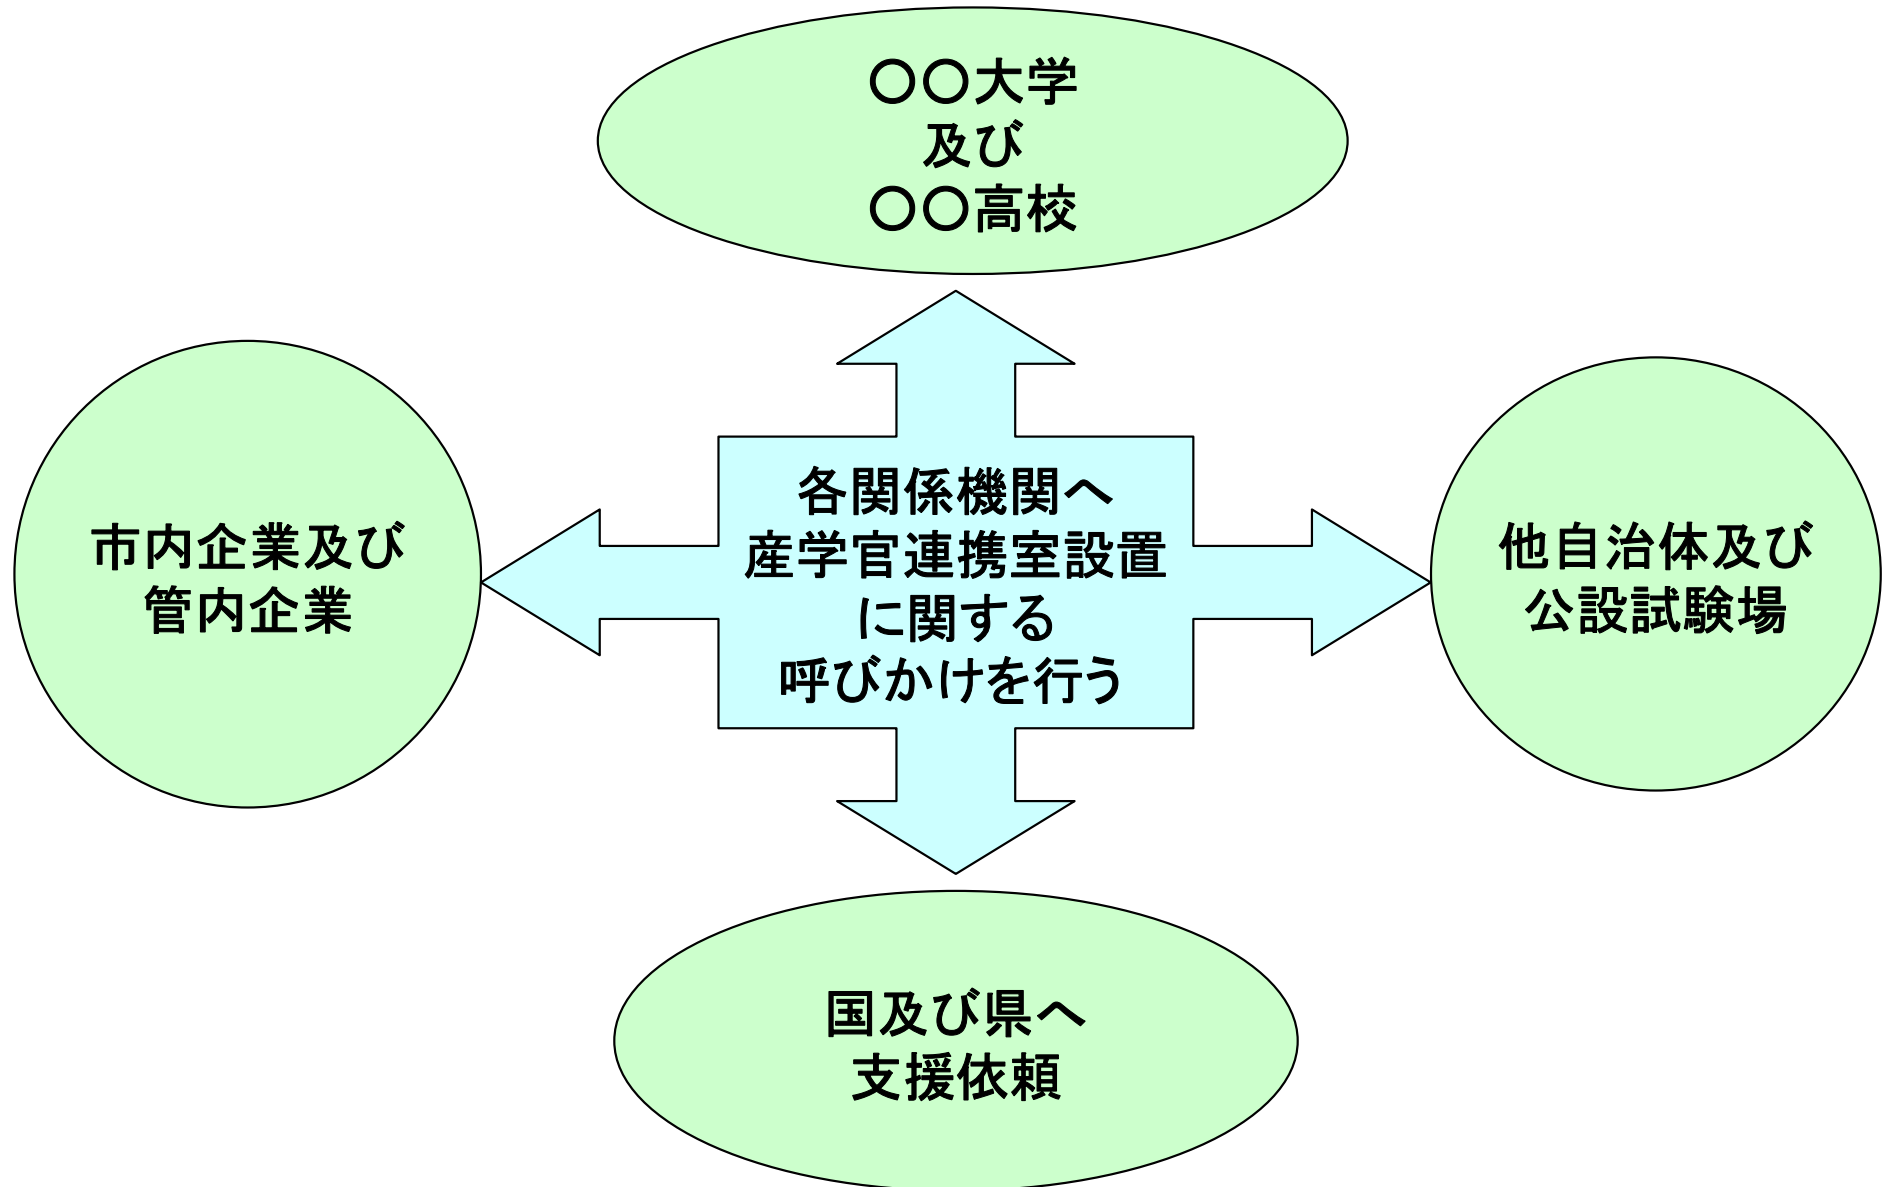 〇〇大学
及び
〇〇高校
市内企業及び
管内企業
各関係機関へ
産学官連携室設置
に関する
呼びかけを行う
他自治体及び
公設試験場
国及び県へ
支援依頼